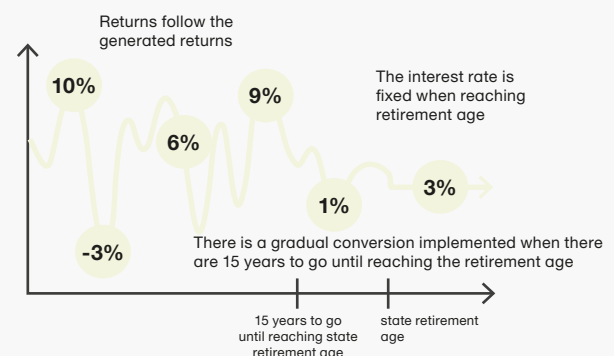 Returns follow the
generated returns
10%
-3%
6%
9%
1%
3%
The interest rate is
fixed when reaching
retirement age
There is a gradual conversion implemented when there
are 15 years to go until reaching the retirement age
15 years to go
until reaching state
retirement age
state retirement
age